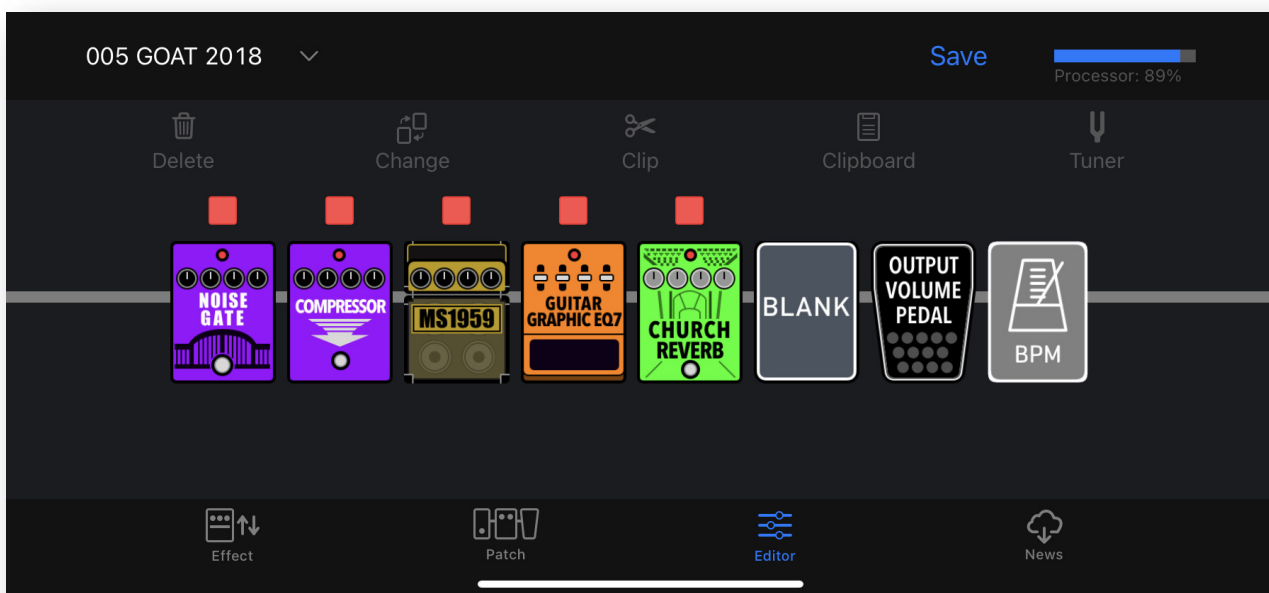 005 GOAT 2018
Save
Processor: 89%
Delete
Change
Clip
Clipboard
Tuner
NOISE
GATE
COMPRESSOR
MS1959
GUITAR
GRAPHIC EQ7
CHURCH
REVERB
BLANK
OUTPUT
VOLUME
PEDAL
BPM
Effect
Patch
Editor
News